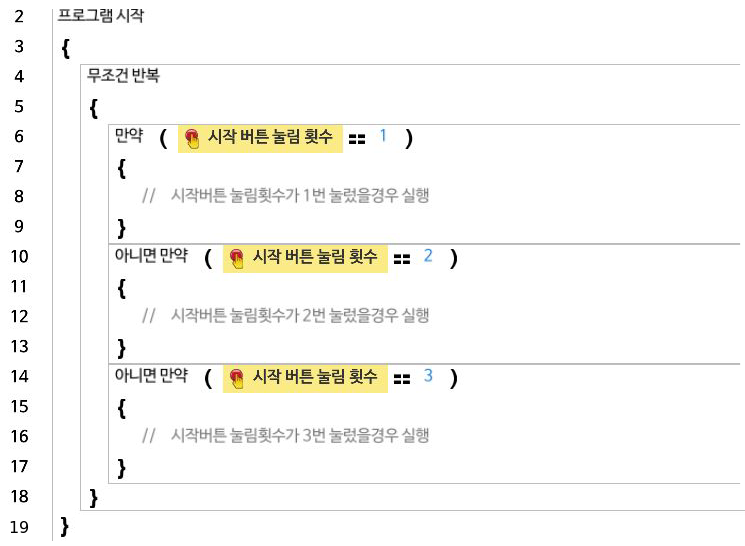 2 프로그램 시작
3 {
4 무조건 반복
5 {
6 만약 ( 시작 버튼 눌림 횟수 == 1 )
7 {
8 // 시작버튼 눌림횟수가 1번 눌렀을경우 실행
9 }
10 아니면 만약 ( 시작 버튼 눌림 횟수 == 2 )
11 {
12 // 시작버튼 눌림횟수가 2번 눌렀을경우 실행
13 }
14 아니면 만약 ( 시작 버튼 눌림 횟수 == 3 )
15 {
16 // 시작버튼 눌림횟수가 3번 눌렀을경우 실행
17 }
18 }
19 }